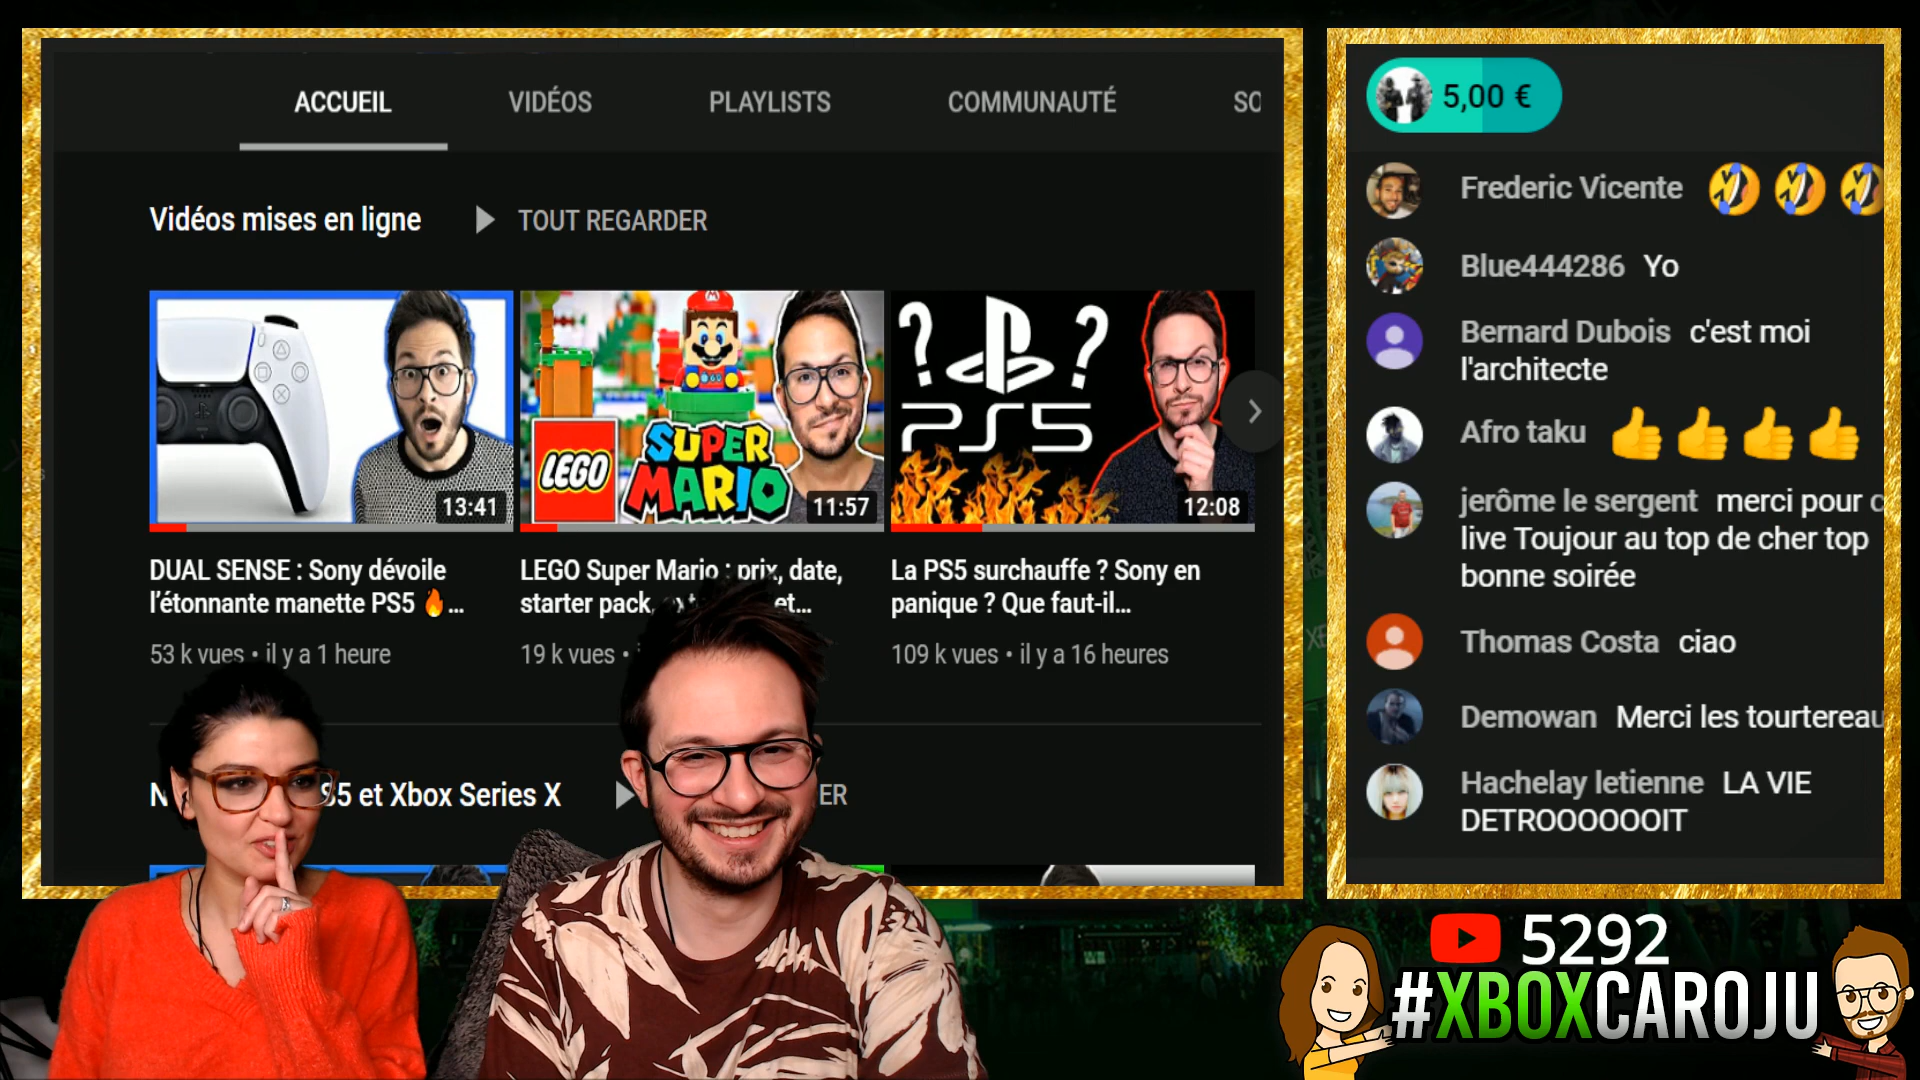 ACCUEIL VIDÉOS PLAYLISTS COMMUNAUTÉ SO
Vidéos mises en ligne TOUT REGARDER
? PS5 ?
LEGO SUPER MARIO
13:41 11:57 12:08
DUAL SENSE : Sony dévoile
l'étonnante manette PS5 🔥...
53 k vues • il y a 1 heure
LEGO Super Mario : prix, date,
starter pack, et...
19 k vues •
La PS5 surchauffe ? Sony en
panique ? Que faut-il...
109 k vues • il y a 16 heures
N S5 et Xbox Series X ER
5,00 €
Frederic Vicente 🤣 🤣 🤣
Blue444286 Yo
Bernard Dubois c'est moi
l'architecte
Afro taku 👍 👍 👍 👍
jerôme le sergent merci pour c
live Toujour au top de cher top
bonne soirée
Thomas Costa ciao
Demowan Merci les tourtereau
Hachelay letienne LA VIE
DETROOOOOOIT
5292
#XBOXCAROJU